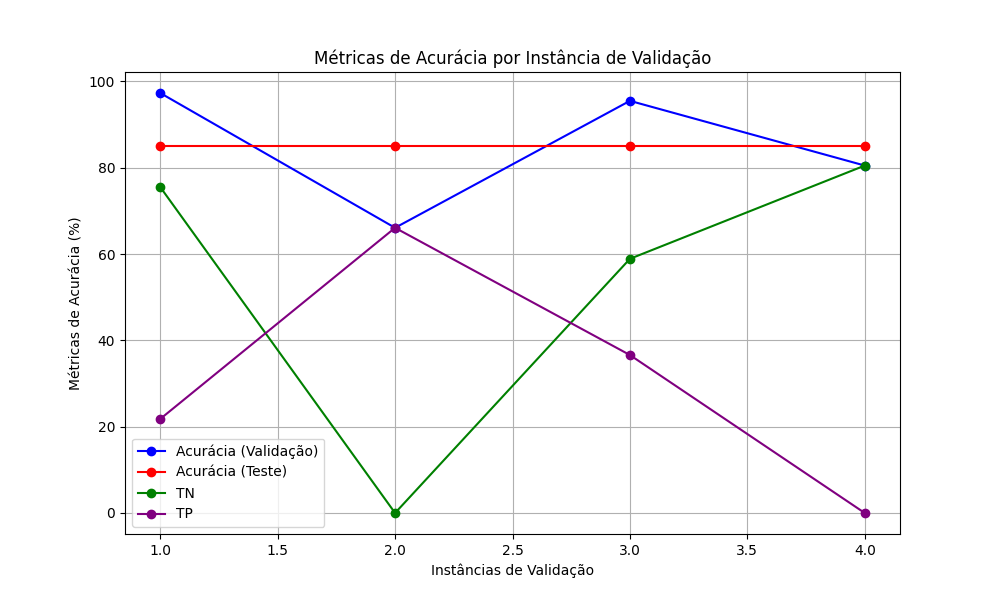 Métricas de Acurácia por Instância de Validação
Métricas de Acurácia (%)
100
80
60
40
20
0
Acurácia (Validação)
Acurácia (Teste)
TN
TP
1.0 1.5 2.0 2.5 3.0 3.5 4.0
Instâncias de Validação